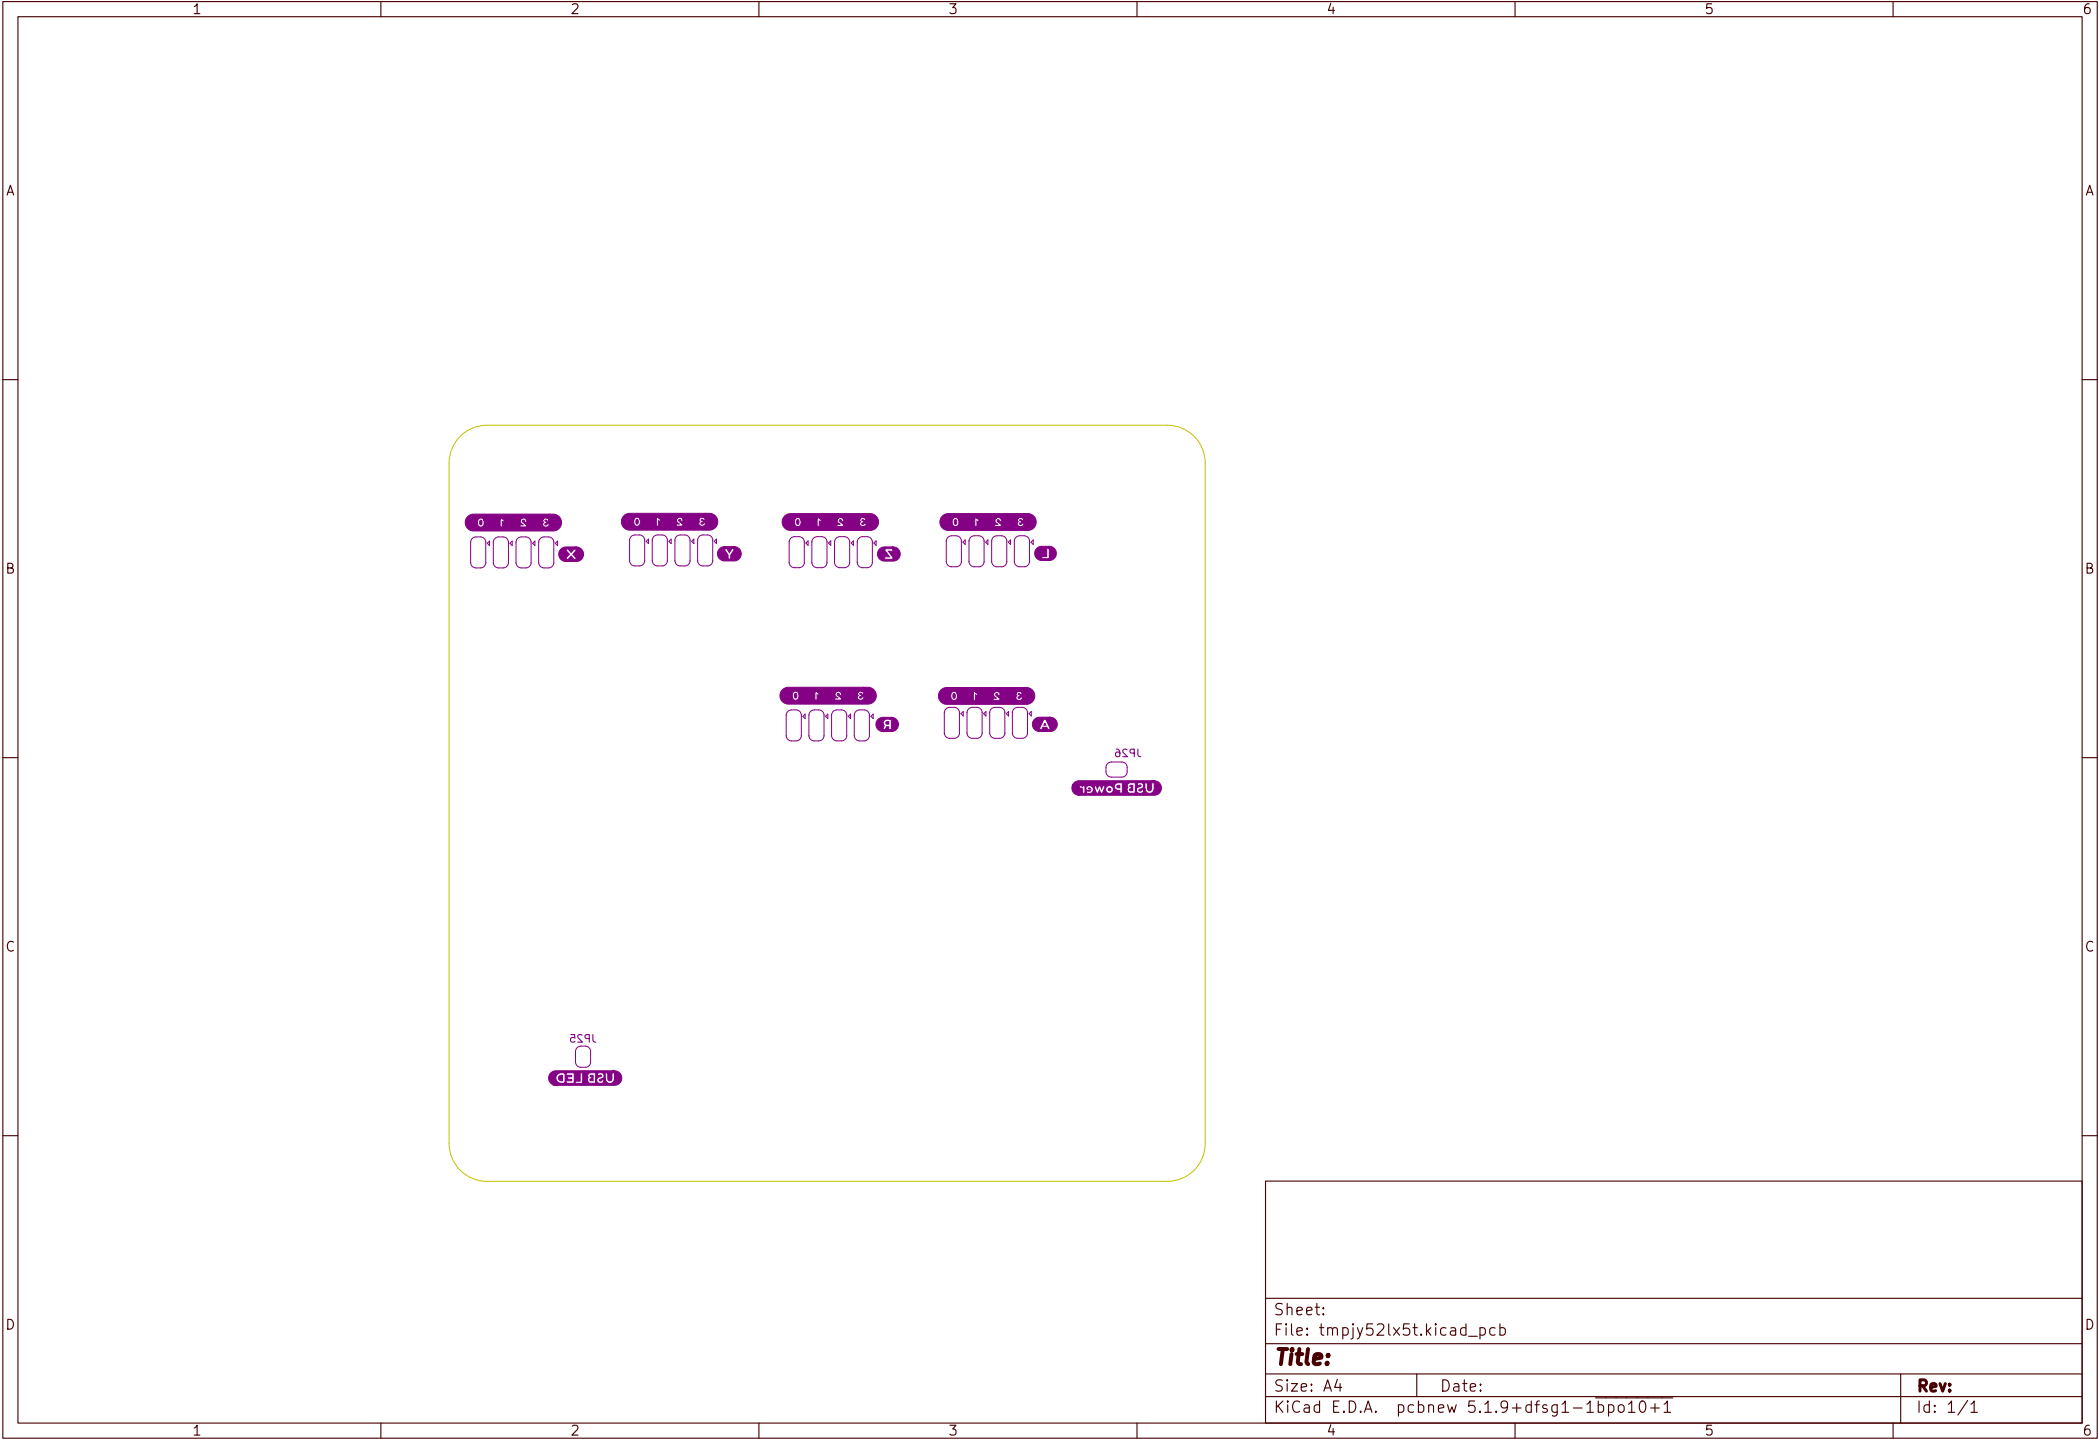 1 2 3 4 5 6
A A
0 1 2 3 0 1 2 3 0 1 2 3 0 1 2 3
X Y Z L
B B
0 1 2 3 0 1 2 3
R A
JP26
USB Power
C C
JP25
USB LED
Sheet:
File: tmpjy52lx5t.kicad_pcb
D D
Title:
Size: A4 Date: Rev:
KiCad E.D.A. pcbnew 5.1.9+dfsg1-1bpo10+1 Id: 1/1
1 2 3 4 5 6